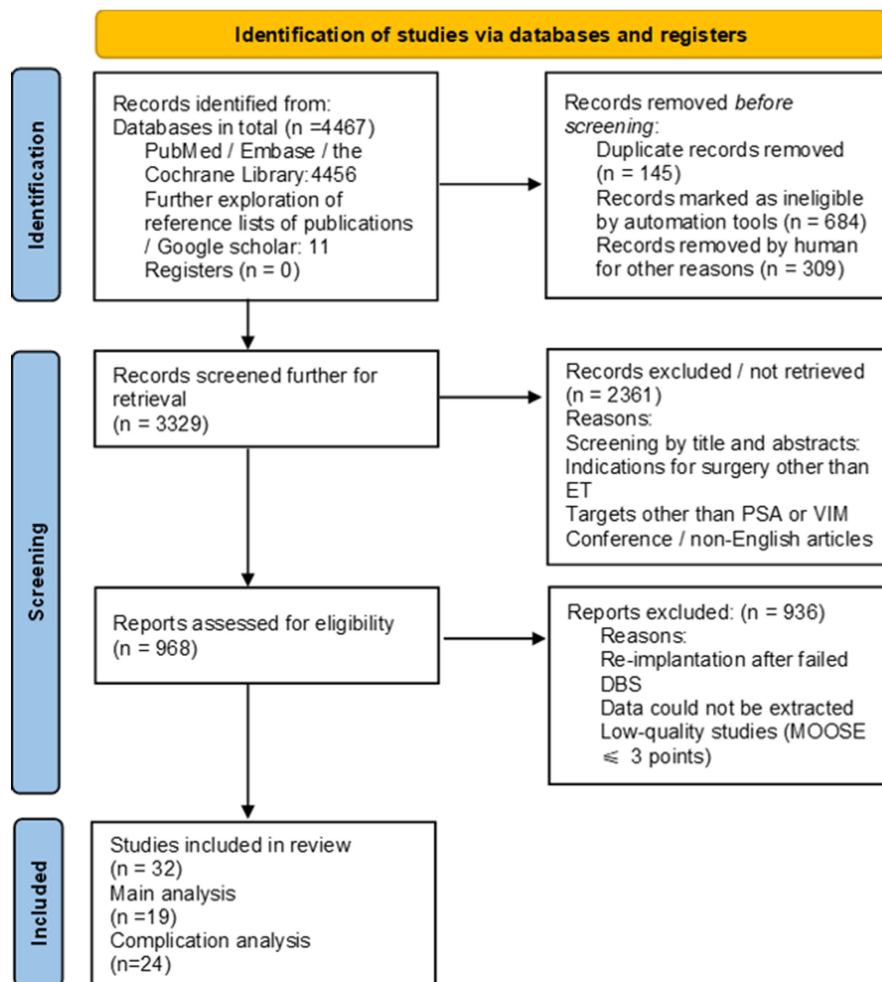 Identification of studies via databases and registers
Identification
Records identified from:
Databases in total (n =4467)
PubMed / Embase / the
Cochrane Library:4456
Further exploration of
reference lists of publications
/ Google scholar: 11
Registers (n = 0)
Records removed before
screening:
Duplicate records removed
(n = 145)
Records marked as ineligible
by automation tools (n = 684)
Records removed by human
for other reasons (n = 309)
Screening
Records screened further for
retrieval
(n = 3329)
Records excluded / not retrieved
(n = 2361)
Reasons:
Screening by title and abstracts:
Indications for surgery other than
ET
Targets other than PSA or VIM
Conference / non-English articles
Reports assessed for eligibility
(n = 968)
Reports excluded: (n = 936)
Reasons:
Re-implantation after failed
DBS
Data could not be extracted
Low-quality studies (MOOSE
⩽ 3 points)
Included
Studies included in review
(n = 32)
Main analysis
(n =19)
Complication analysis
(n=24)